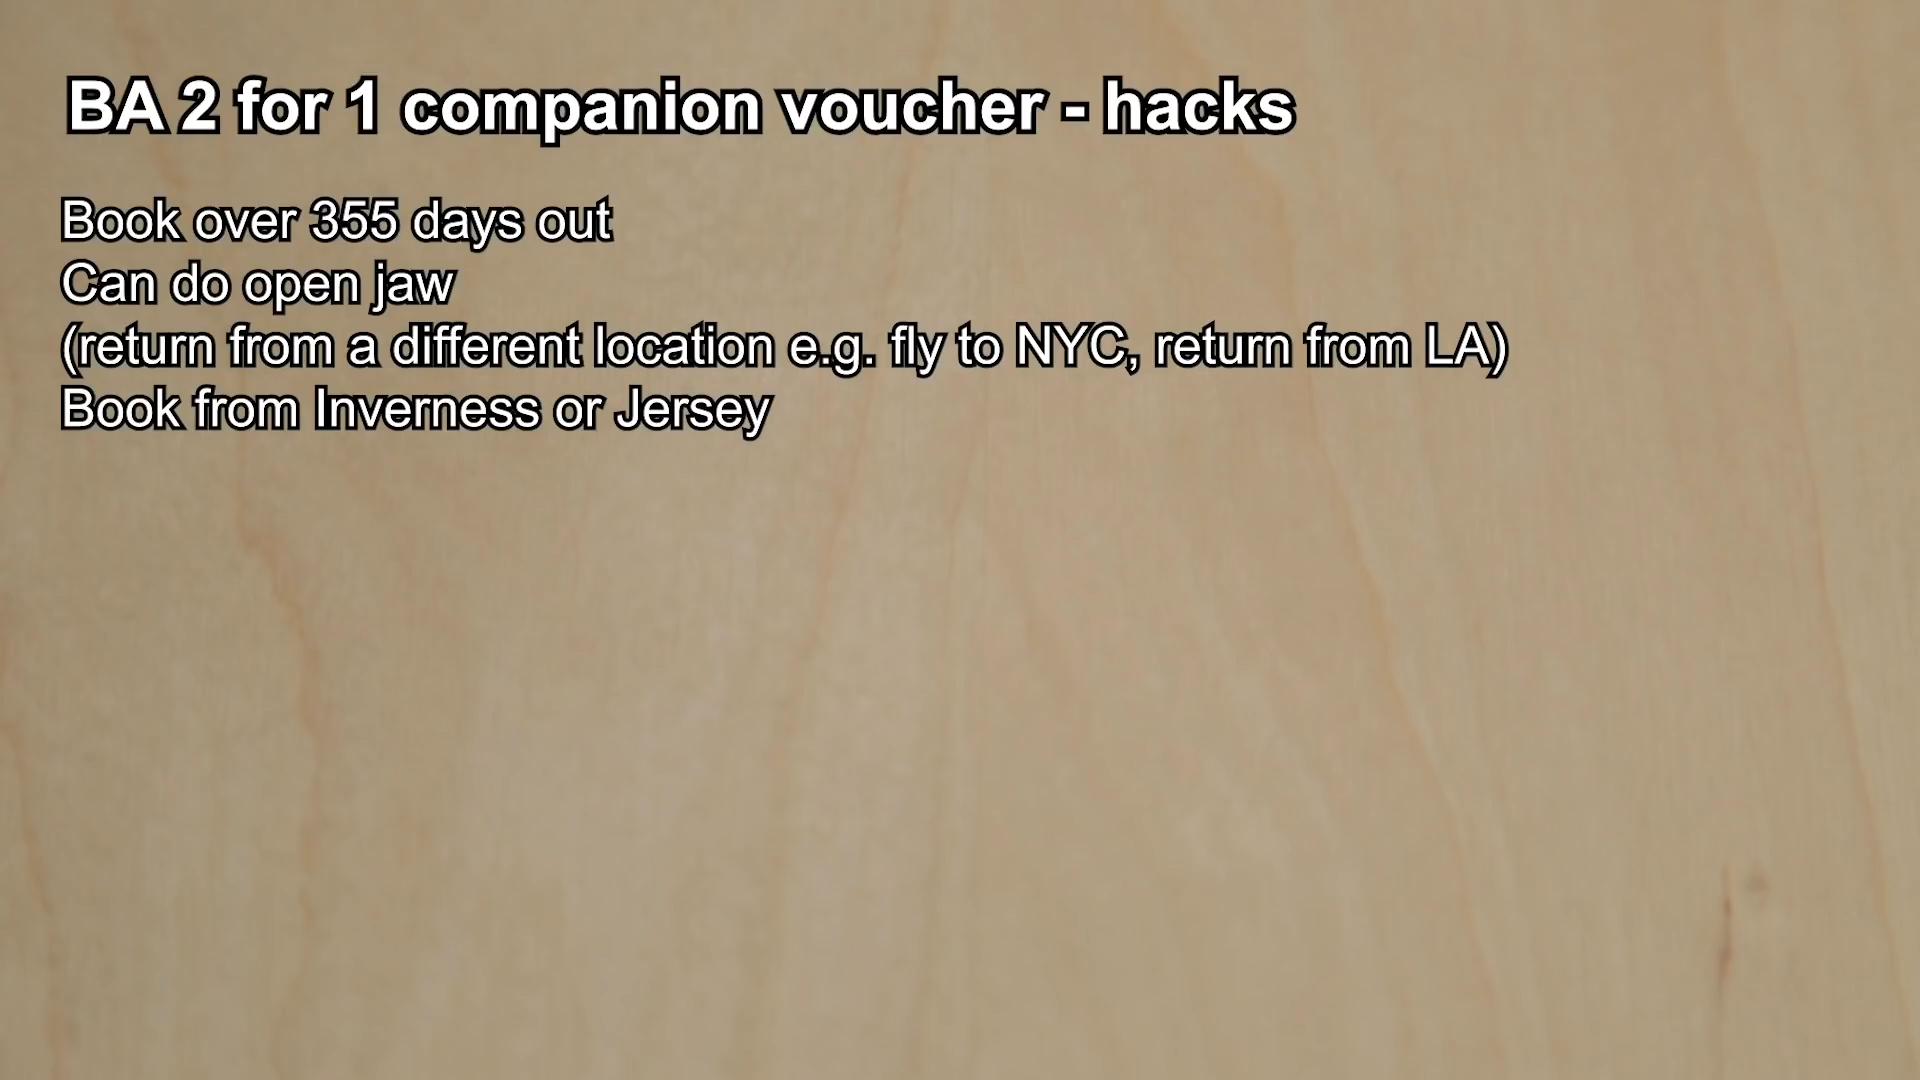 BA 2 for 1 companion voucher - hacks
Book over 355 days out
Can do open jaw
(return from a different location e.g. fly to NYC, return from LA)
Book from Inverness or Jersey